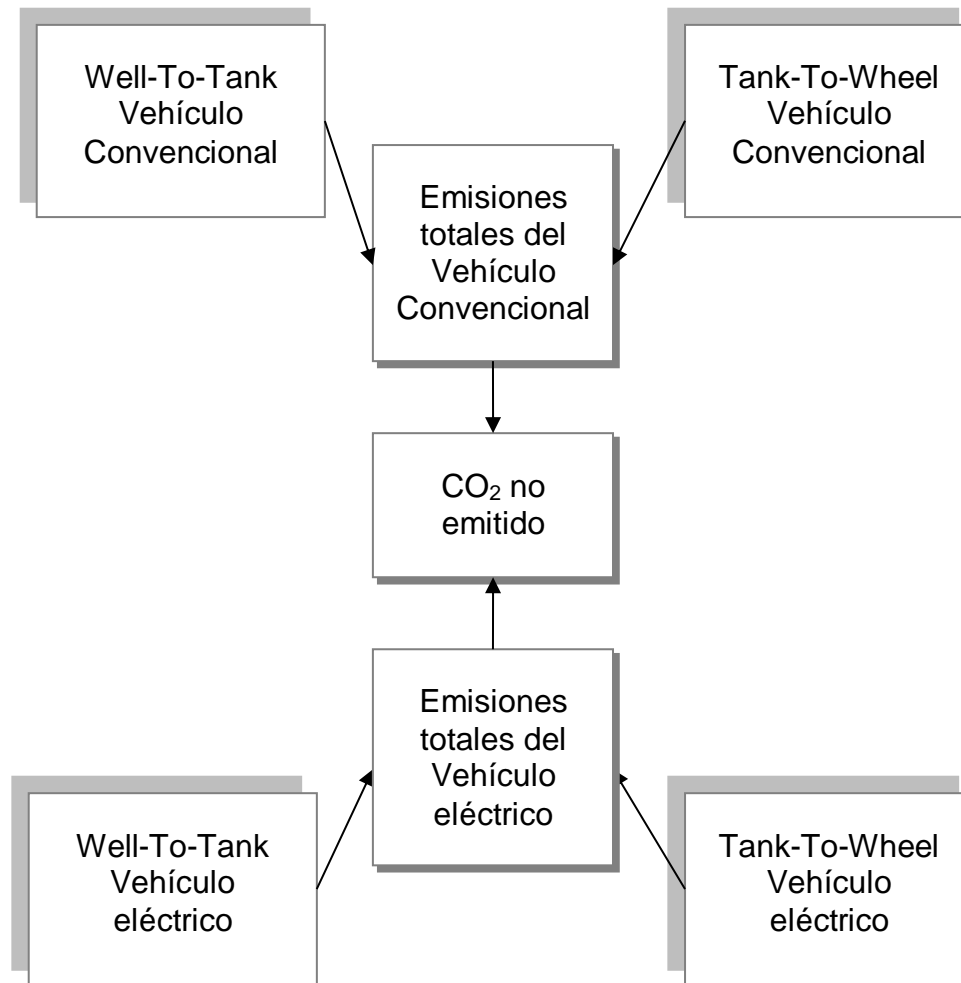 Well-To-Tank
Vehículo
Convencional
Tank-To-Wheel
Vehículo
Convencional
Emisiones
totales del
Vehículo
Convencional
CO₂ no
emitido
Emisiones
totales del
Vehículo
eléctrico
Well-To-Tank
Vehículo
eléctrico
Tank-To-Wheel
Vehículo
eléctrico